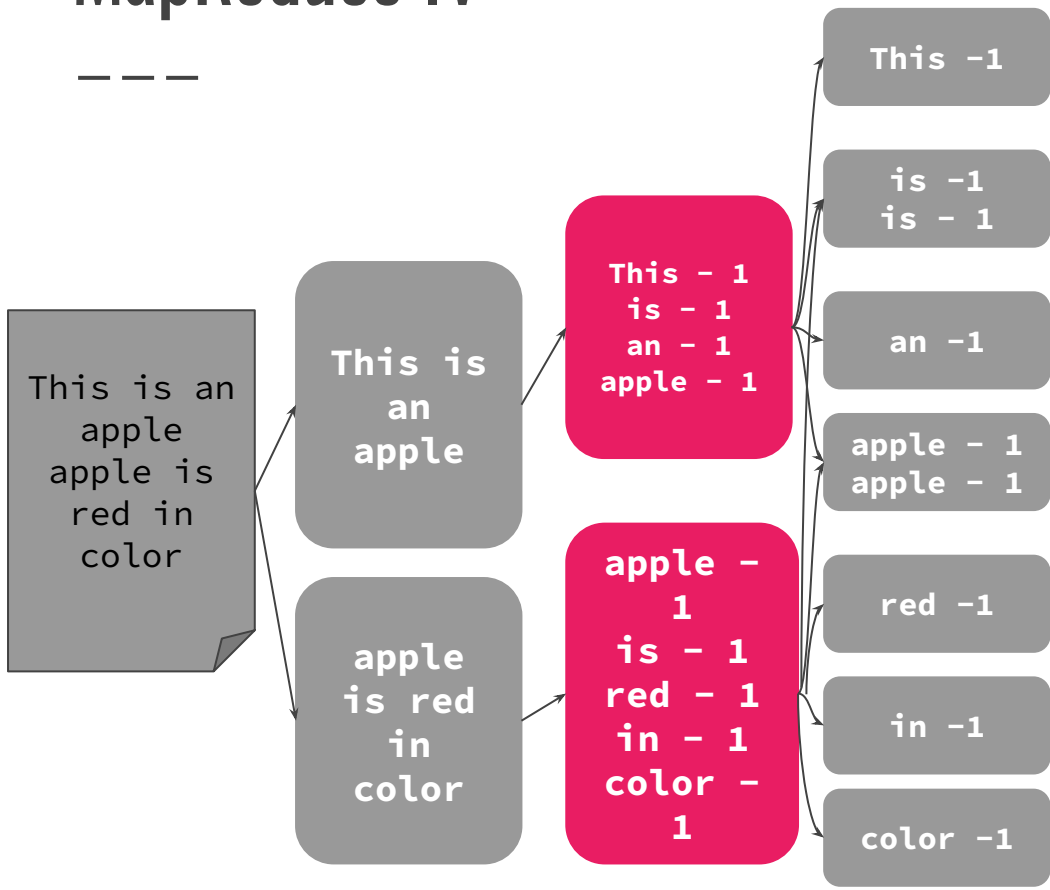 MapReduce IV
This is an
apple
apple is
red in
color
This is
an
apple
apple
is red
in
color
This - 1
is - 1
an - 1
apple - 1
apple -
1
is - 1
red - 1
in - 1
color -
1
This -1
is -1
is - 1
an -1
apple - 1
apple - 1
red -1
in -1
color -1